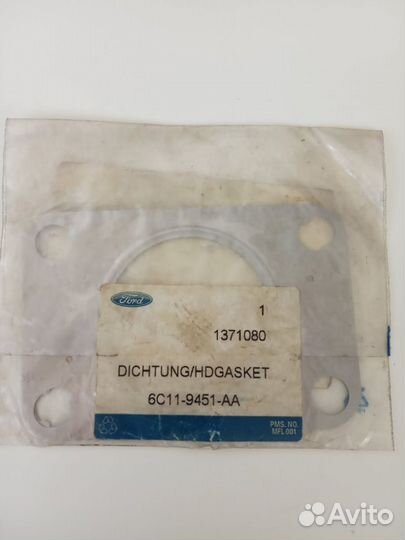 Ford
1
1371080
DICHTUNG/HDGASKET
6C11-9451-AA
PMS. NO.
MFL 001
Avito